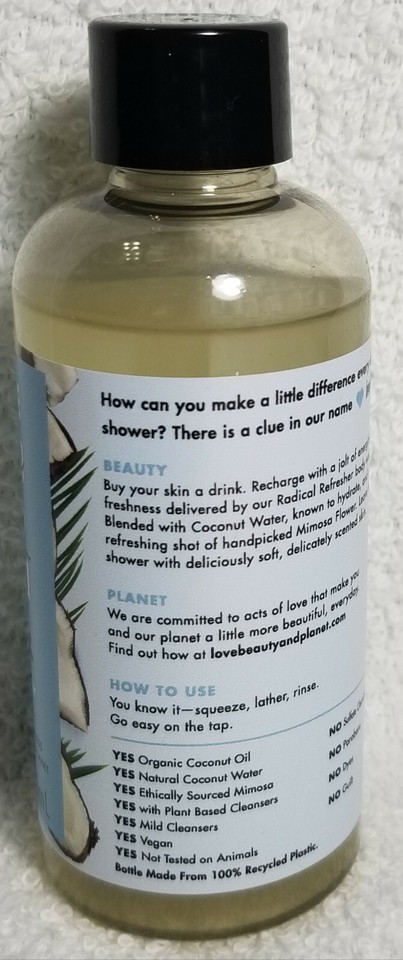 How can you make a little difference every
shower? There is a clue in our name
BEAUTY
Buy your skin a drink. Recharge with a jolt of
freshness delivered by our Radical Refresher body
Blended with Coconut Water, known to hydrate,
refreshing shot of handpicked Mimosa Flower.
shower with deliciously soft, delicately scented
PLANET
We are committed to acts of love that make you
and our planet a little more beautiful, everyday.
Find out how at lovebeautyandplanet.com
HOW TO USE
You know it—squeeze, lather, rinse.
Go easy on the tap.
YES Organic Coconut Oil
YES Natural Coconut Water
YES Ethically Sourced Mimosa
YES with Plant Based Cleansers
YES Mild Cleansers
YES Vegan
YES Not Tested on Animals
Bottle Made From 100% Recycled Plastic.
NO
NO
NO Dyes
NO